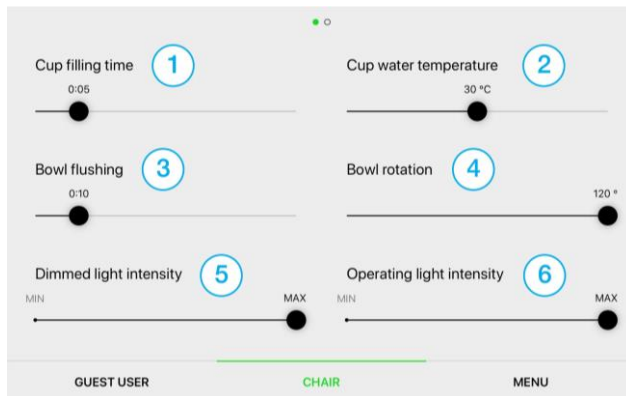 Cup filling time 1
0:05
Cup water temperature 2
30 °C
Bowl flushing 3
0:10
Bowl rotation 4
120 °
Dimmed light intensity 5
MIN MAX
Operating light intensity 6
MIN MAX
GUEST USER CHAIR MENU